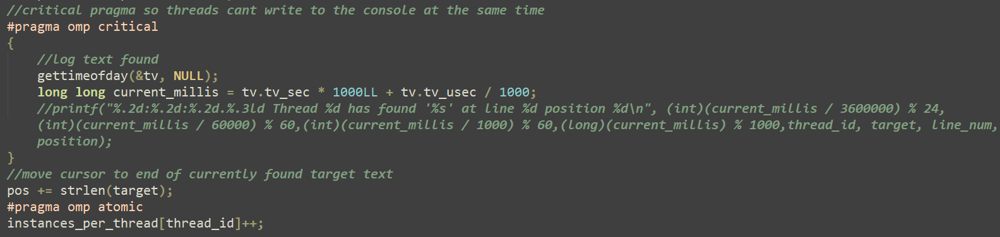 //critical pragma so threads cant write to the console at the same time
#pragma omp critical
{
    //log text found
    gettimeofday(&tv, NULL);
    long long current_millis = tv.tv_sec * 1000LL + tv.tv_usec / 1000;
    //printf("%.2d:%.2d:%.2d.%.3ld Thread %d has found '%s' at line %d position %d\n", (int)(current_millis / 3600000) % 24,
    (int)(current_millis / 60000) % 60,(int)(current_millis / 1000) % 60,(long)(current_millis) % 1000,thread_id, target, line_num,
    position);
}
//move cursor to end of currently found target text
pos += strlen(target);
#pragma omp atomic
instances_per_thread[thread_id]++;